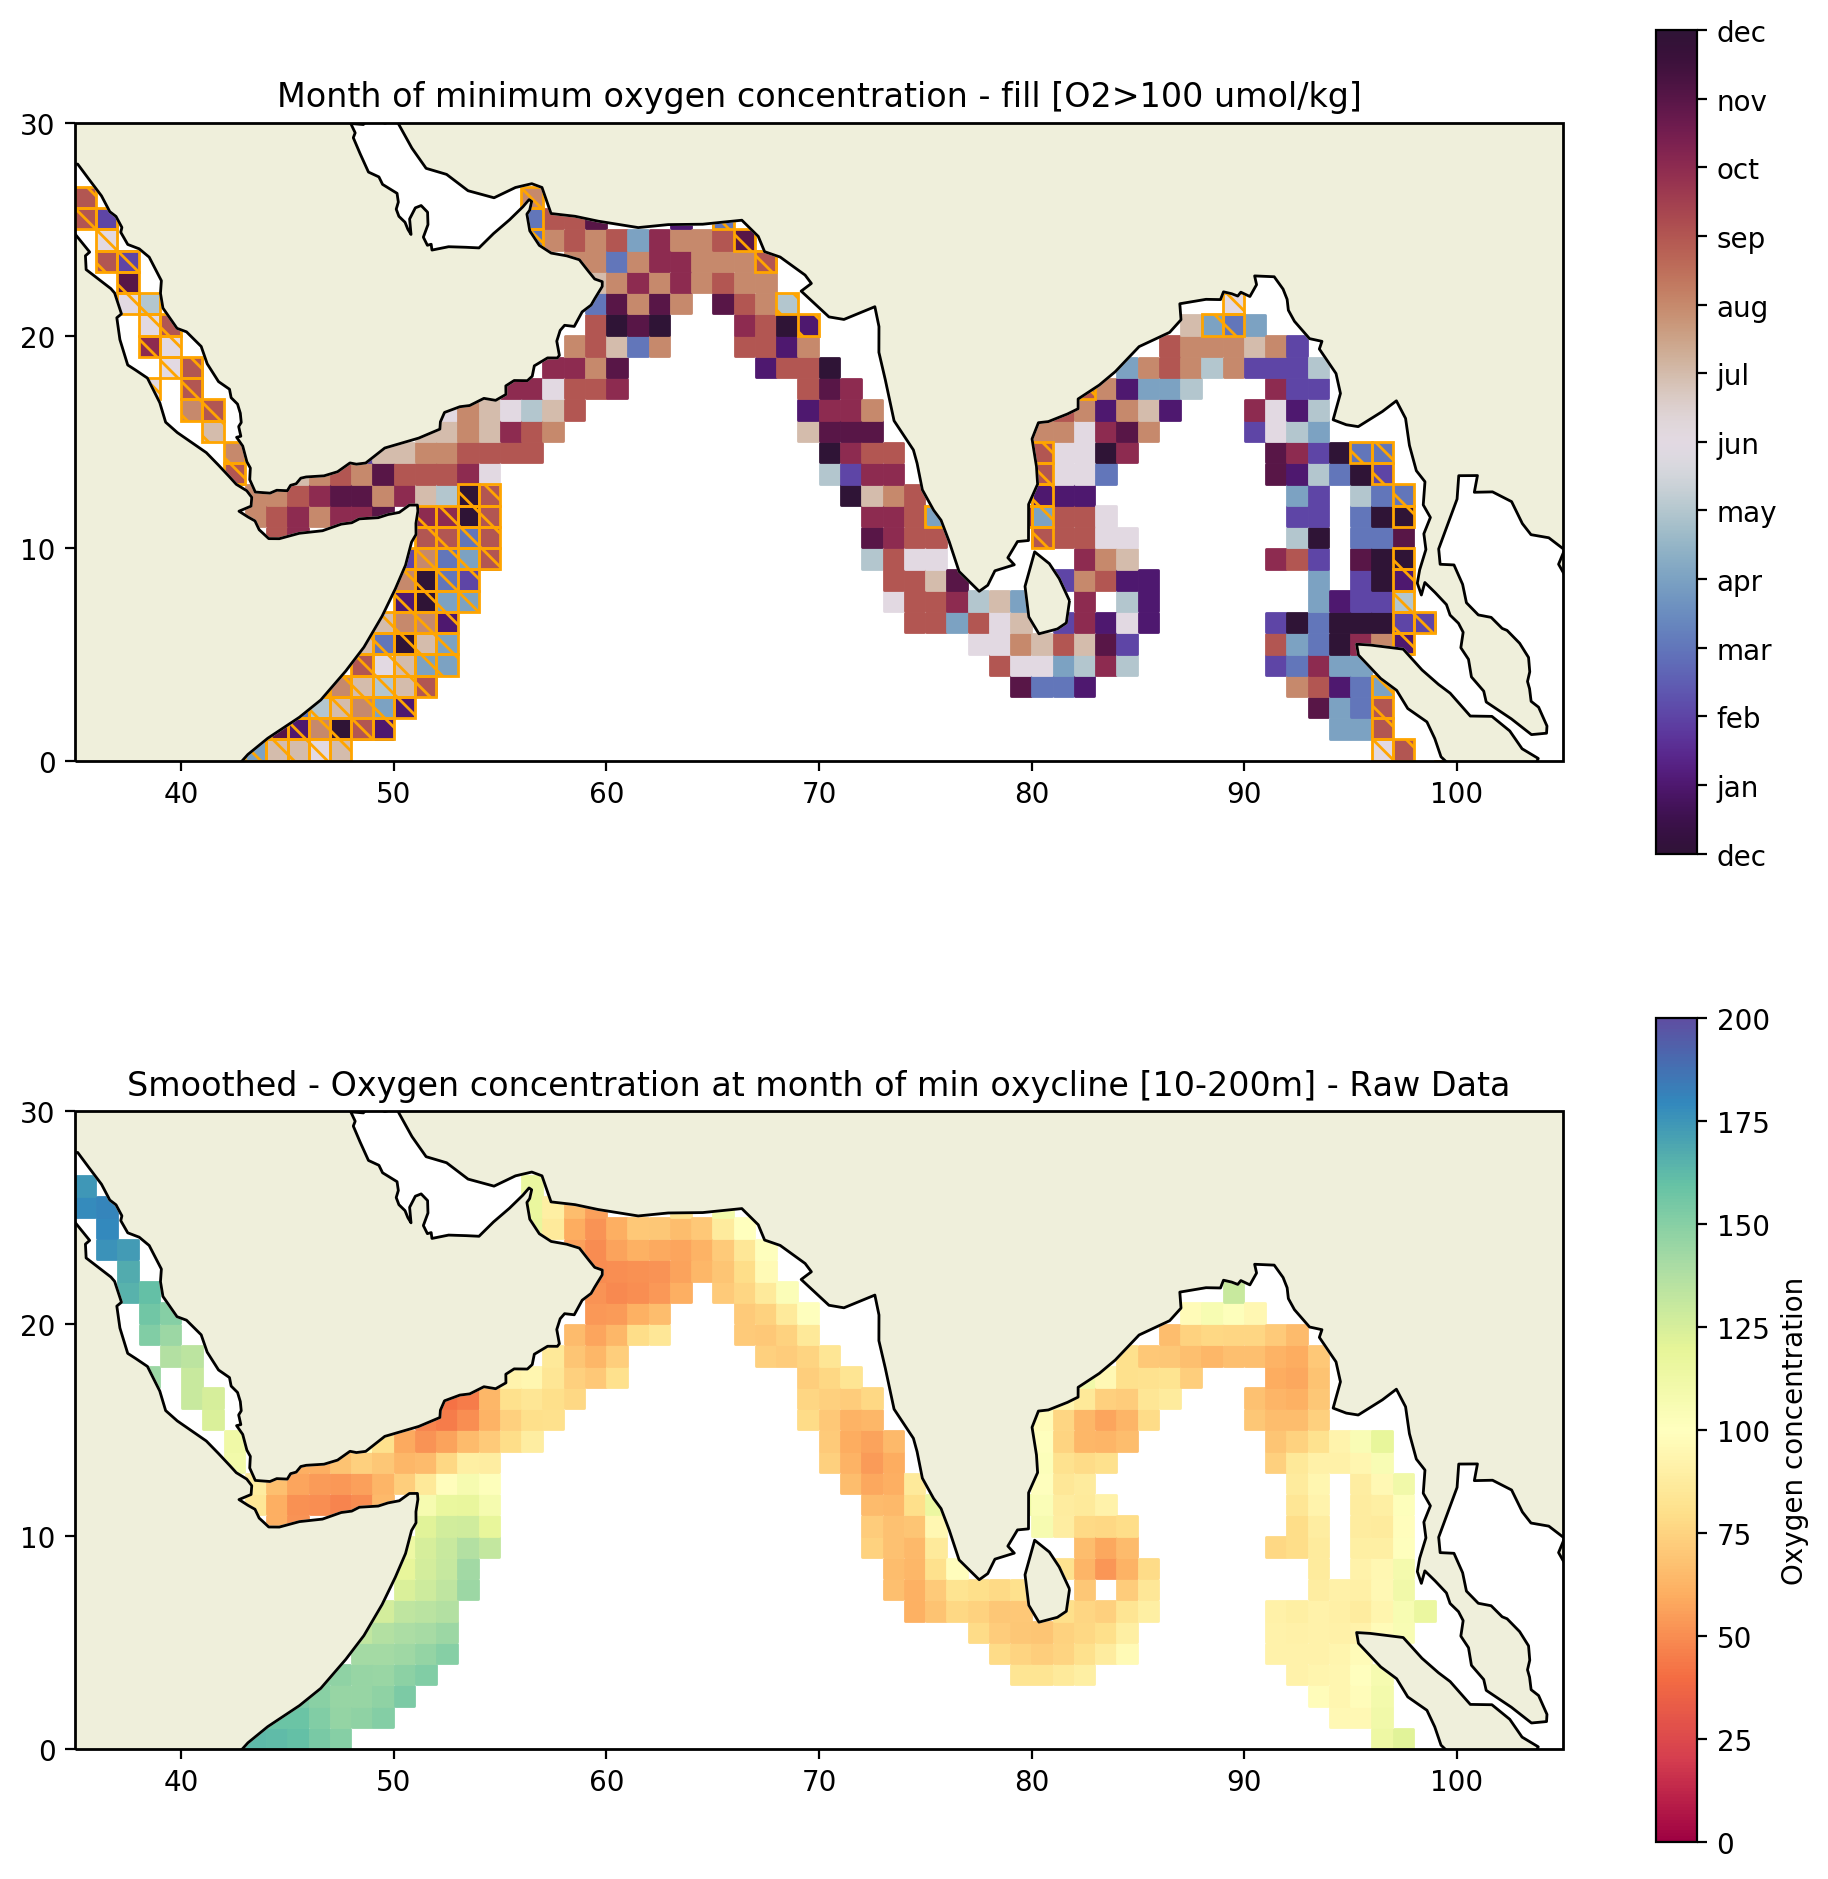 Month of minimum oxygen concentration - fill [O2>100 umol/kg]
30
20
10
0
40 50 60 70 80 90 100
dec
nov
oct
sep
aug
jul
jun
may
apr
mar
feb
jan
dec
Smoothed - Oxygen concentration at month of min oxycline [10-200m] - Raw Data
30
20
10
0
40 50 60 70 80 90 100
200
175
150
125
100
75
50
25
0
Oxygen concentration